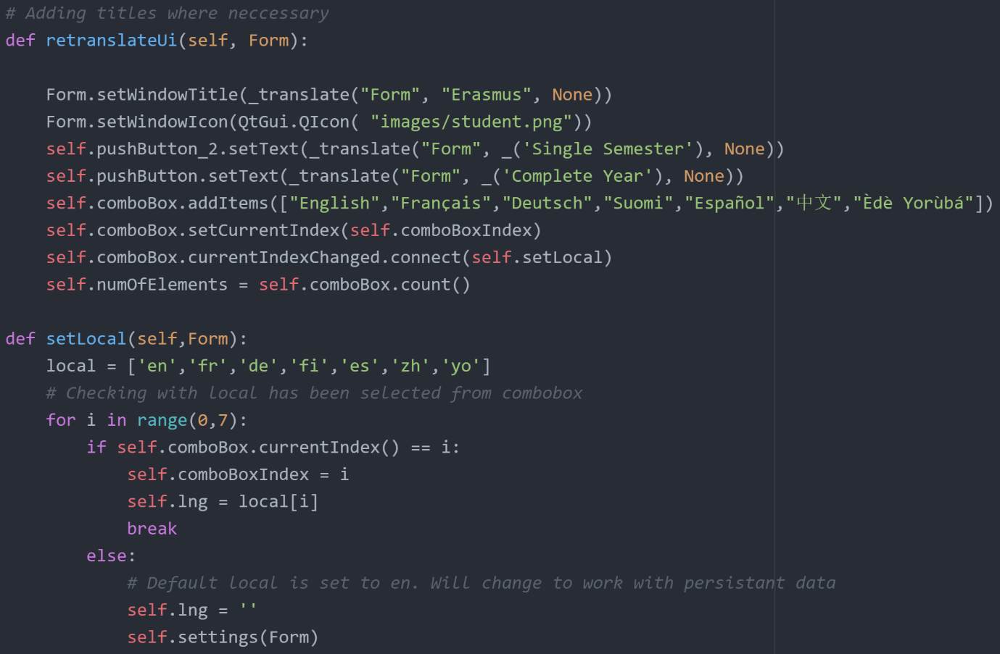 # Adding titles where neccessary
def retranslateUi(self, Form):
Form.setWindowTitle(_translate("Form", "Erasmus", None))
Form.setWindowIcon(QtGui.QIcon( "images/student.png"))
self.pushButton_2.setText(_translate("Form", _('Single Semester'), None))
self.pushButton.setText(_translate("Form", _('Complete Year'), None))
self.comboBox.addItems(["English","Français","Deutsch","Suomi","Español","中文","Èdè Yorùbá"])
self.comboBox.setCurrentIndex(self.comboBoxIndex)
self.comboBox.currentIndexChanged.connect(self.setLocal)
self.numOfElements = self.comboBox.count()
def setLocal(self,Form):
local = ['en','fr','de','fi','es','zh','yo']
# Checking with local has been selected from combobox
for i in range(0,7):
if self.comboBox.currentIndex() == i:
self.comboBoxIndex = i
self.lng = local[i]
break
else:
# Default local is set to en. Will change to work with persistant data
self.lng = ''
self.settings(Form)